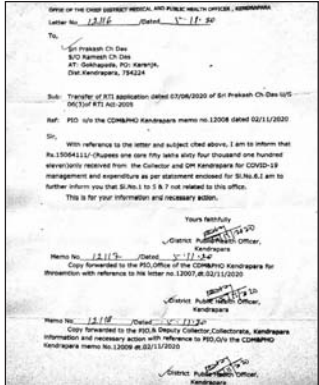 OFFICE OF THE CHIEF DISTRICT MEDICAL AND PUBLIC HEALTH OFFICER , KENDRAPARA
Letter No 12116 /Dated 5-11-20
To,
Sri Prakash Ch Das
S/O Ramesh Ch Das
AT: Gokhapada, PO: Karanja,
Dist.Kendrapara, 754224
Sub: Transfer of RTI application dated 07/08/2020 of Sri Prakash Ch Das U/S
06(3)of RTI Act-2005
Ref: PIO o/o the CDM&PHO Kendrapara memo no.12008 dated 02/11/2020
Sir,
With reference to the letter and subject cited above, I am to inform that
Rs.15064111/-(Rupees one core fity lakhs sixty four thousand one hundred
eleven)only received from the Collector and DM Kendrapara for COVID-19
management and expenditure as per statement enclosed for Sl.No.6.I am to
further inform you that Sl.No.1 to 5 & 7 not related to this office.
This is for your information and necessary action.
Yours faithfully
District Public Health Officer,
Kendrapara
Memo No. 12117 /Dated 5-11-20
Copy forwarded to the PIO,Office of the CDM&PHO Kendrapara for
information with reference to his letter no.12007,dt.02/11/2020
District Public Health Officer,
Kendrapara
Memo No. 12118 /Dated 5-11-20
Copy forwarded to the PIO,& Deputy Collector,Collectorate, Kendrapara
information and necessary action with reference to PIO,O/o the CDM&PHO
Kendrapara memo no.12008 dt.02/11/2020
District Public Health Officer,
Kendrapara